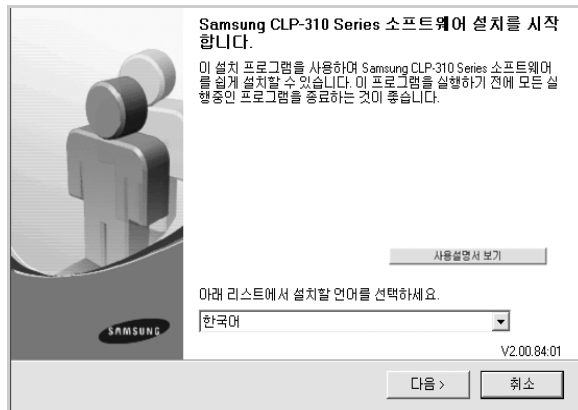 Samsung CLP-310 Series 소프트웨어 설치를 시작
합니다.
이 설치 프로그램을 사용하여 Samsung CLP-310 Series 소프트웨어
를 쉽게 설치할 수 있습니다. 이 프로그램을 실행하기 전에 모든 실
행중인 프로그램을 종료하는 것이 좋습니다.
사용설명서 보기
아래 리스트에서 설치할 언어를 선택하세요.
한국어
SAMSUNG
V2.00.84:01
다음 >
취소